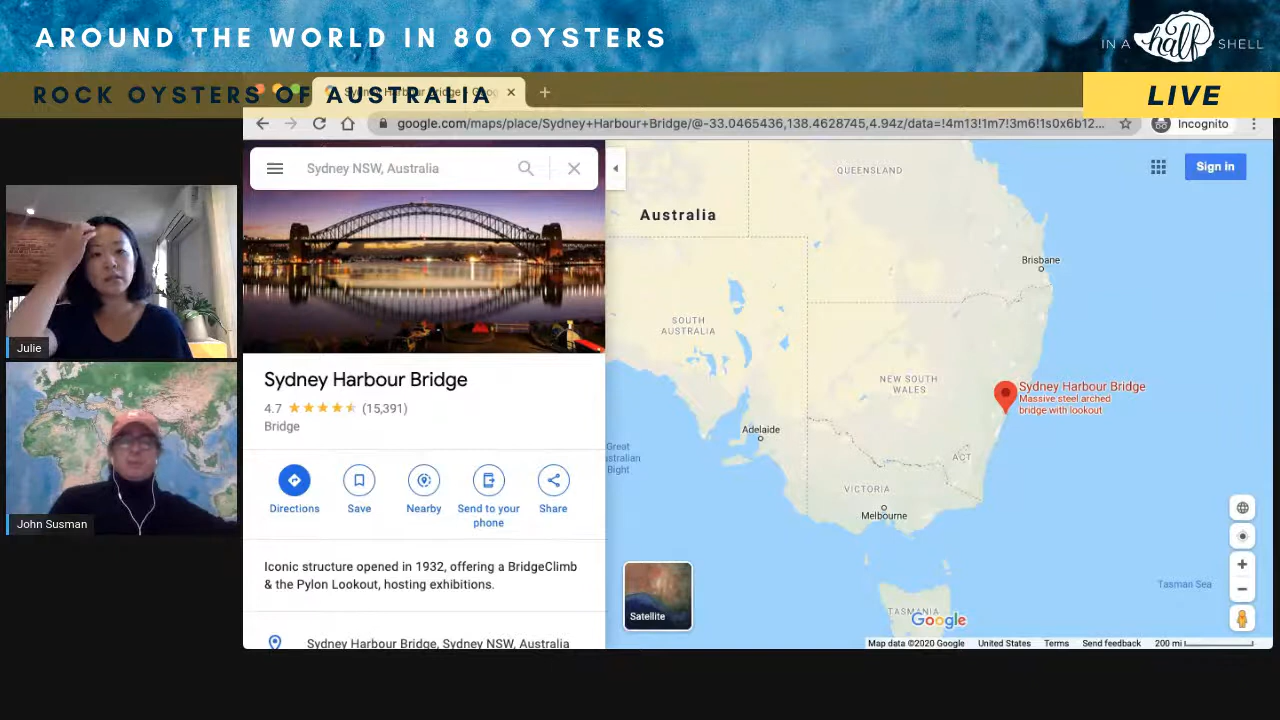 AROUND THE WORLD IN 80 OYSTERS
IN A half SHELL
ROCK OYSTERS OF AUSTRALIA
LIVE
google.com/maps/place/Sydney+Harbour+Bridge/@-33.0465436,138.4628745,4.94z/data=!4m13!1m7!3m6!1s0x6b12...
Incognito
Sydney NSW, Australia
Sign in
QUEENSLAND
Australia
Brisbane
SOUTH
AUSTRALIA
Julie
Sydney Harbour Bridge
4.7 (15,391)
Bridge
NEW SOUTH
WALES
Sydney Harbour Bridge
Massive steel arched
bridge with lookout
Adelaide
Great
stralian
Bight
ACT
VICTORIA
Melbourne
Directions
Save
Nearby
Send to your
phone
Share
John Susman
Iconic structure opened in 1932, offering a BridgeClimb
& the Pylon Lookout, hosting exhibitions.
Satellite
Tasman Sea
TASMANIA
Google
Sydney Harbour Bridge, Sydney NSW, Australia
Map data ©2020 Google United States Terms Send feedback 200 mi